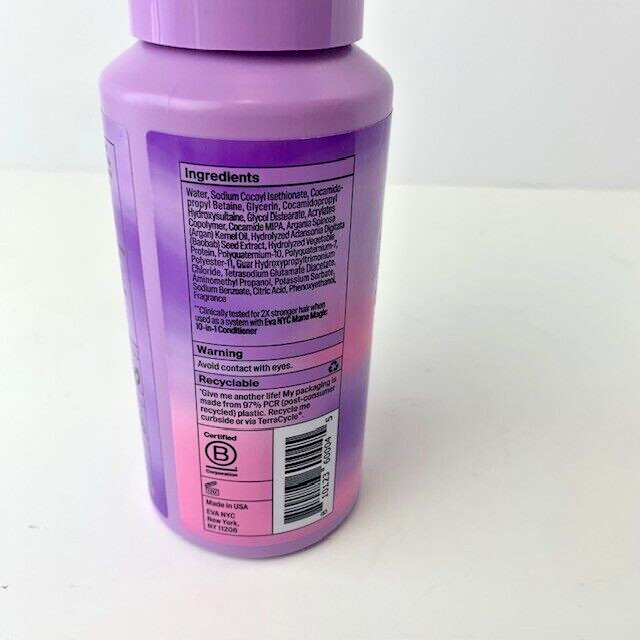 Ingredients
Water, Sodium Cocoyl Isethionate, Cocamido-
propyl Betaine, Glycerin, Cocamidopropyl
Hydroxysultaine, Glycol Distearate, Acrylates
Copolymer, Cocamide MIPA, Argania Spinosa
(Argan) Kernel Oil, Hydrolyzed Adansonia Digitata
(Baobab) Seed Extract, Hydrolyzed Vegetable
Protein, Polyquaternium-10, Polyquaternium-7,
Polyester-11, Guar Hydroxypropyltrimonium
Chloride, Tetrasodium Glutamate Diacetate,
Aminomethyl Propanol, Potassium Sorbate,
Sodium Benzoate, Citric Acid, Phenoxyethanol,
Fragrance
*Clinically tested for 2X stronger hair when
used as a system with Eva NYC Mane Magic
10-in-1 Conditioner
Warning
Avoid contact with eyes.
Recyclable
"Give me another life! My packaging is
made from 97% PCR (post-consumer
recycled) plastic. Recycle me
curbside or via TerraCycle®.
Certified
B
Corporation
Made in USA
EVA NYC
New York,
NY 11206
8 10123 60004 5